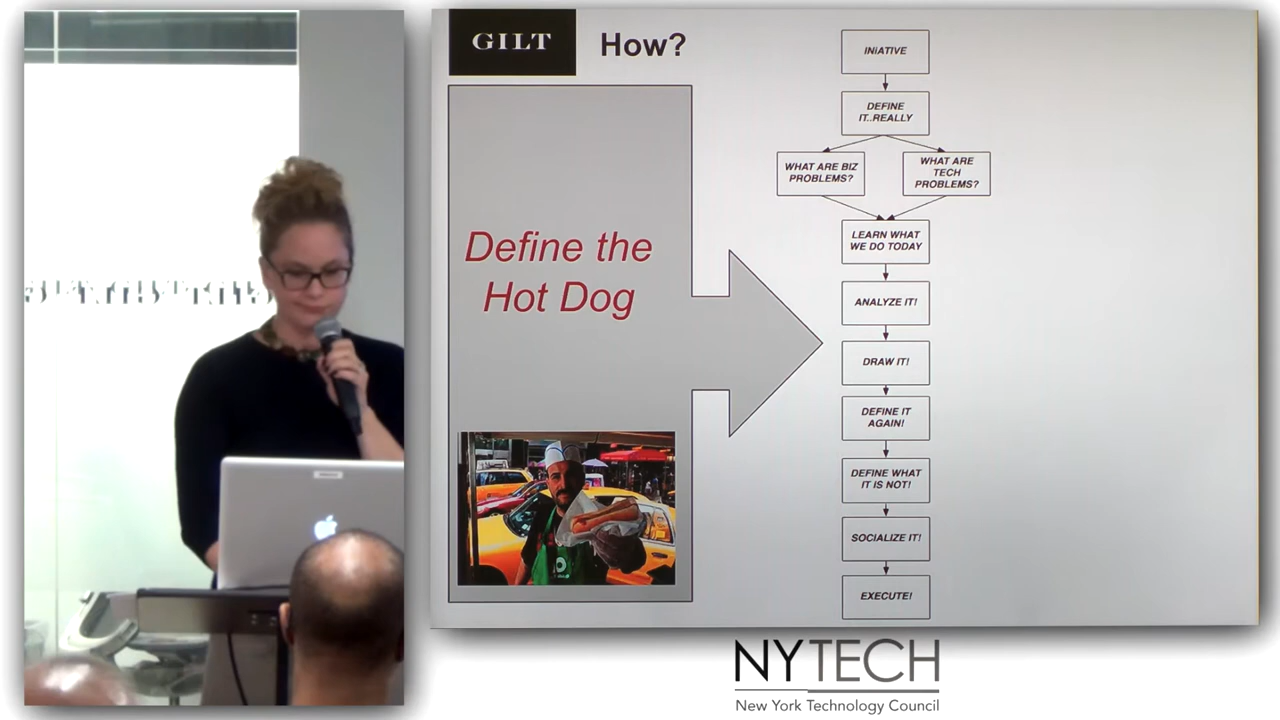 GILT
How?
Define the
Hot Dog
INIATIVE
DEFINE
IT..REALLY
WHAT ARE BIZ
PROBLEMS?
WHAT ARE
TECH
PROBLEMS?
LEARN WHAT
WE DO TODAY
ANALYZE IT!
DRAW IT!
DEFINE IT
AGAIN!
DEFINE WHAT
IT IS NOT!
SOCIALIZE IT!
EXECUTE!
NYTECH
New York Technology Council